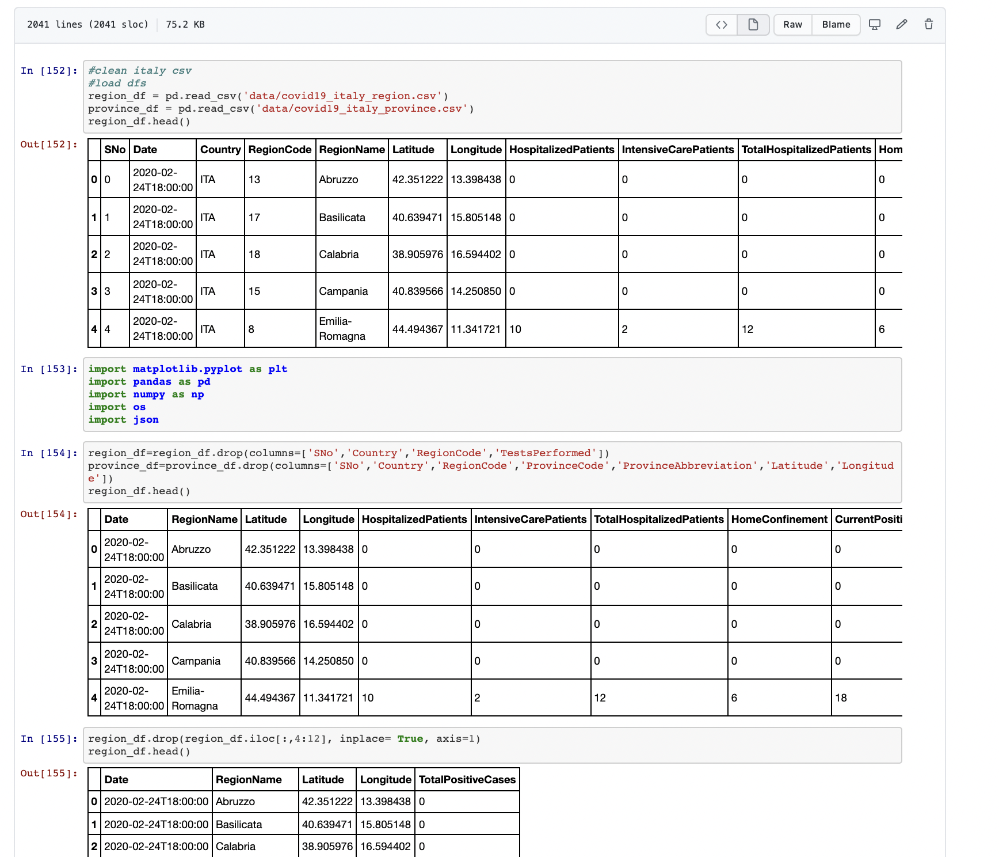 2041 lines (2041 sloc) 75.2 KB Raw Blame
In [152]: #clean italy csv
#load dfs
region_df = pd.read_csv('data/covid19_italy_region.csv')
province_df = pd.read_csv('data/covid19_italy_province.csv')
region_df.head()
Out[152]:
SNo Date Country RegionCode RegionName Latitude Longitude HospitalizedPatients IntensiveCarePatients TotalHospitalizedPatients Hom
0 0 2020-02-24T18:00:00 ITA 13 Abruzzo 42.351222 13.398438 0 0 0 0
1 1 2020-02-24T18:00:00 ITA 17 Basilicata 40.639471 15.805148 0 0 0 0
2 2 2020-02-24T18:00:00 ITA 18 Calabria 38.905976 16.594402 0 0 0 0
3 3 2020-02-24T18:00:00 ITA 15 Campania 40.839566 14.250850 0 0 0 0
4 4 2020-02-24T18:00:00 ITA 8 Emilia-Romagna 44.494367 11.341721 10 2 12 6
In [153]: import matplotlib.pyplot as plt
import pandas as pd
import numpy as np
import os
import json
In [154]: region_df=region_df.drop(columns=['SNo','Country','RegionCode','TestsPerformed'])
province_df=province_df.drop(columns=['SNo','Country','RegionCode','ProvinceCode','ProvinceAbbreviation','Latitude','Longitud
e'])
region_df.head()
Out[154]:
Date RegionName Latitude Longitude HospitalizedPatients IntensiveCarePatients TotalHospitalizedPatients HomeConfinement CurrentPositi
0 2020-02-24T18:00:00 Abruzzo 42.351222 13.398438 0 0 0 0 0
1 2020-02-24T18:00:00 Basilicata 40.639471 15.805148 0 0 0 0 0
2 2020-02-24T18:00:00 Calabria 38.905976 16.594402 0 0 0 0 0
3 2020-02-24T18:00:00 Campania 40.839566 14.250850 0 0 0 0 0
4 2020-02-24T18:00:00 Emilia-Romagna 44.494367 11.341721 10 2 12 6 18
In [155]: region_df.drop(region_df.iloc[:,4:12], inplace= True, axis=1)
region_df.head()
Out[155]:
Date RegionName Latitude Longitude TotalPositiveCases
0 2020-02-24T18:00:00 Abruzzo 42.351222 13.398438 0
1 2020-02-24T18:00:00 Basilicata 40.639471 15.805148 0
2 2020-02-24T18:00:00 Calabria 38.905976 16.594402 0